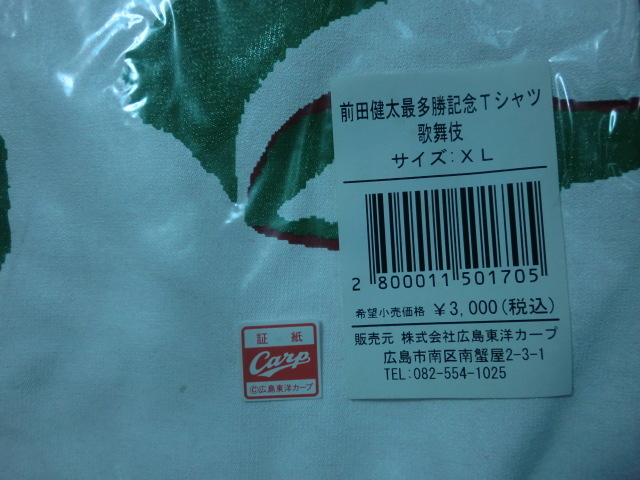 前田健太最多勝記念Tシャツ
歌舞伎
サイズ:XL
2 800011 501705
希望小売価格 ¥3,000(税込)
販売元 株式会社広島東洋カープ
広島市南区南蟹屋2-3-1
TEL:082-554-1025
証紙
Carp
©広島東洋カープ